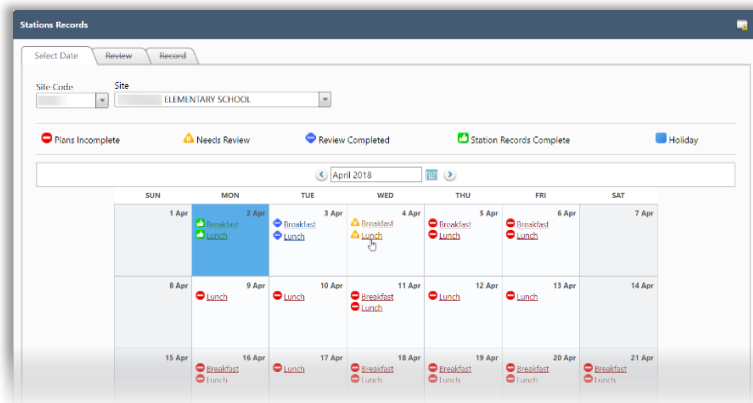 Stations Records
Select Date Review Record
Site Code Site
ELEMENTARY SCHOOL
Plans Incomplete Needs Review Review Completed Station Records Complete Holiday
April 2018
SUN MON TUE WED THU FRI SAT
1 Apr 2 Apr 3 Apr 4 Apr 5 Apr 6 Apr 7 Apr
Breakfast Breakfast Breakfast Breakfast Breakfast
Lunch Lunch Lunch Lunch Lunch
8 Apr 9 Apr 10 Apr 11 Apr 12 Apr 13 Apr 14 Apr
Lunch Lunch Breakfast Lunch Lunch
Lunch
15 Apr 16 Apr 17 Apr 18 Apr 19 Apr 20 Apr 21 Apr
Breakfast Lunch Breakfast Breakfast Breakfast Breakfast
Lunch Lunch Lunch Lunch Lunch